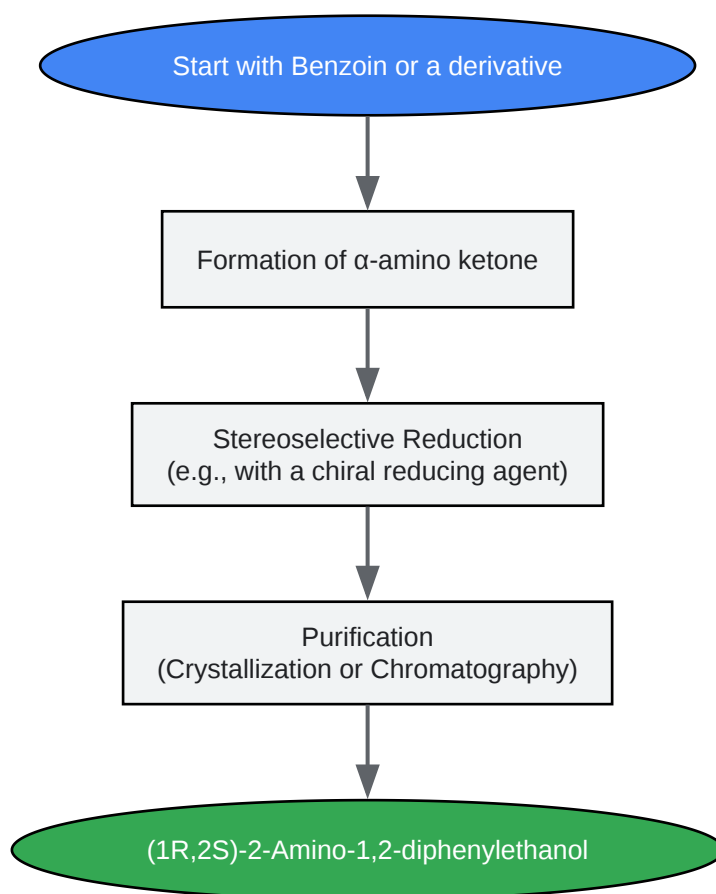 Start with Benzoin or a derivative
Formation of α-amino ketone
Stereoselective Reduction
(e.g., with a chiral reducing agent)
Purification
(Crystallization or Chromatography)
(1R,2S)-2-Amino-1,2-diphenylethanol